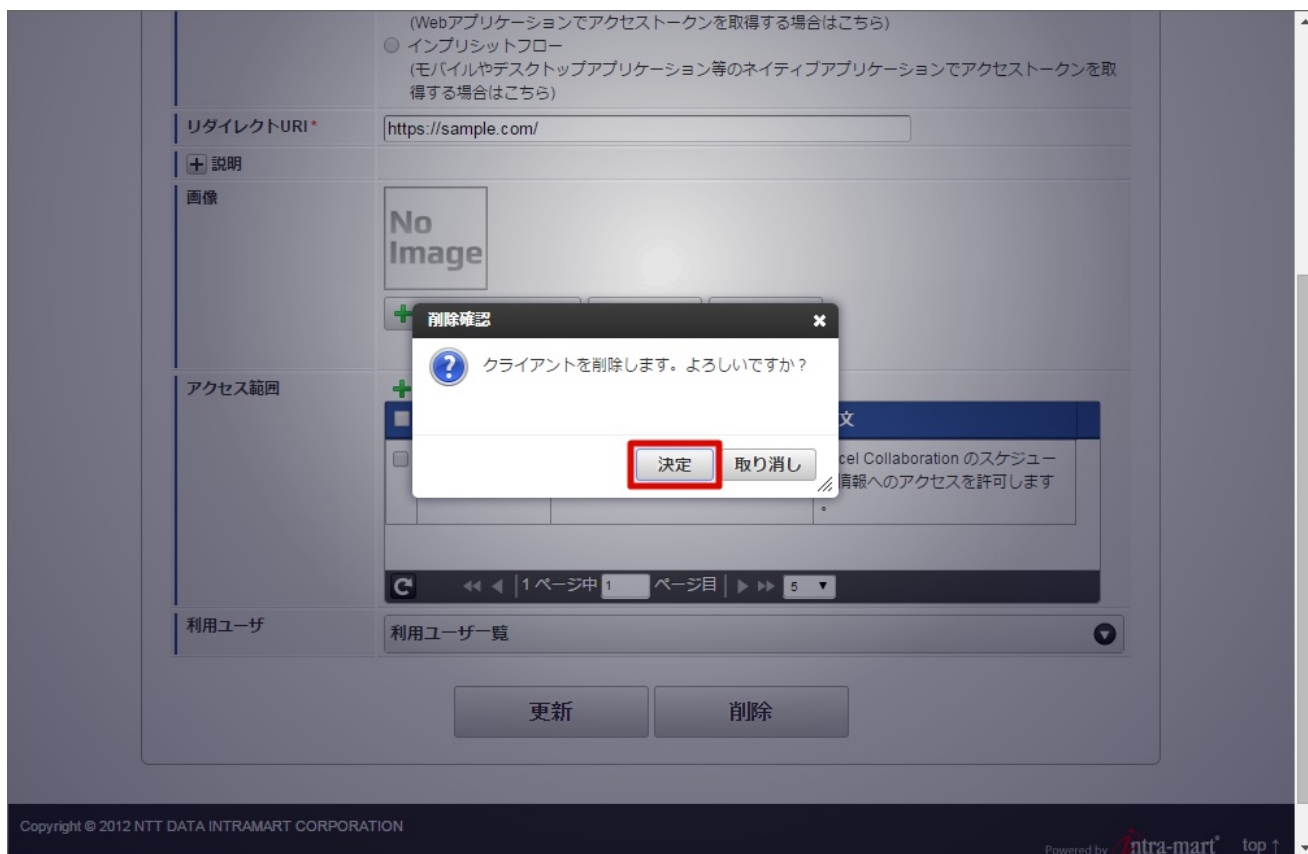 (Webアプリケーションでアクセストークンを取得する場合はこちら)
インプリシットフロー
(モバイルやデスクトップアプリケーション等のネイティブアプリケーションでアクセストークンを取
得する場合はこちら)
リダイレクトURI*
https://sample.com/
説明
画像
No
Image
削除確認
クライアントを削除します。よろしいですか？
決定 取り消し
アクセス範囲
文
cel Collaboration のスケジュー
情報へのアクセスを許可します
。
1 ページ中 1 ページ目 5
利用ユーザ
利用ユーザ一覧
更新 削除
Copyright © 2012 NTT DATA INTRAMART CORPORATION
Powered by intra-mart® top ↑